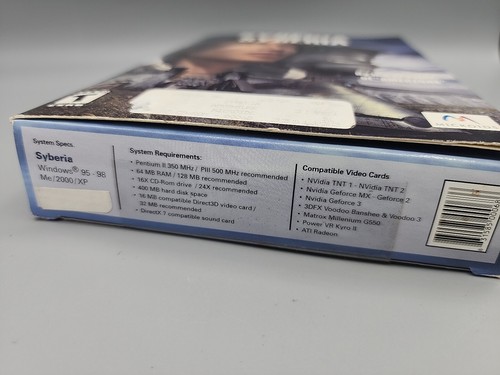 SYBERIA
T
System Specs.
Syberia
Windows® 95 - 98
Me/2000/XP
System Requirements:
• Pentium II 350 MHz / PIII 500 MHz recommended
• 64 MB RAM / 128 MB recommended
• 16X CD-Rom drive / 24X recommended
• 400 MB hard disk space
• 16 MB compatible Direct3D video card /
32 MB recommended
• DirectX 7 compatible sound card
Compatible Video Cards:
• NVidia TNT 1 - NVidia TNT 2
• Nvidia Geforce MX - Geforce 2
• Nvidia Geforce 3
• 3DFX Voodoo Banshee & Voodoo 3
• Matrox Millenium G550
• Power VR Kyro II
• ATI Radeon